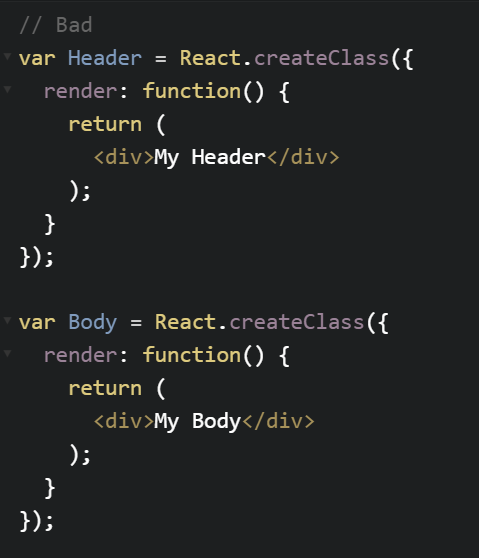 // Bad
var Header = React.createClass({
  render: function() {
    return (
      <div>My Header</div>
    );
  }
});

var Body = React.createClass({
  render: function() {
    return (
      <div>My Body</div>
    );
  }
});